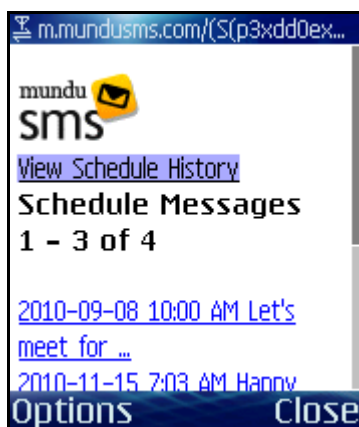 m.mundusms.com/(S(p3xdd0ex...
mundu
sms
View Schedule History
Schedule Messages
1 - 3 of 4
2010-09-08 10:00 AM Let's
meet for ...
2010-11-15 7:03 AM Happy
Options Close